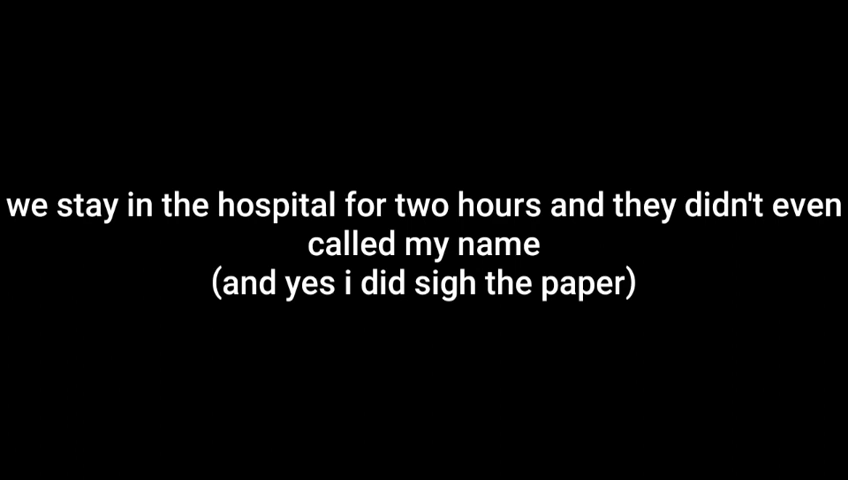 we stay in the hospital for two hours and they didn't even
called my name
(and yes i did sigh the paper)